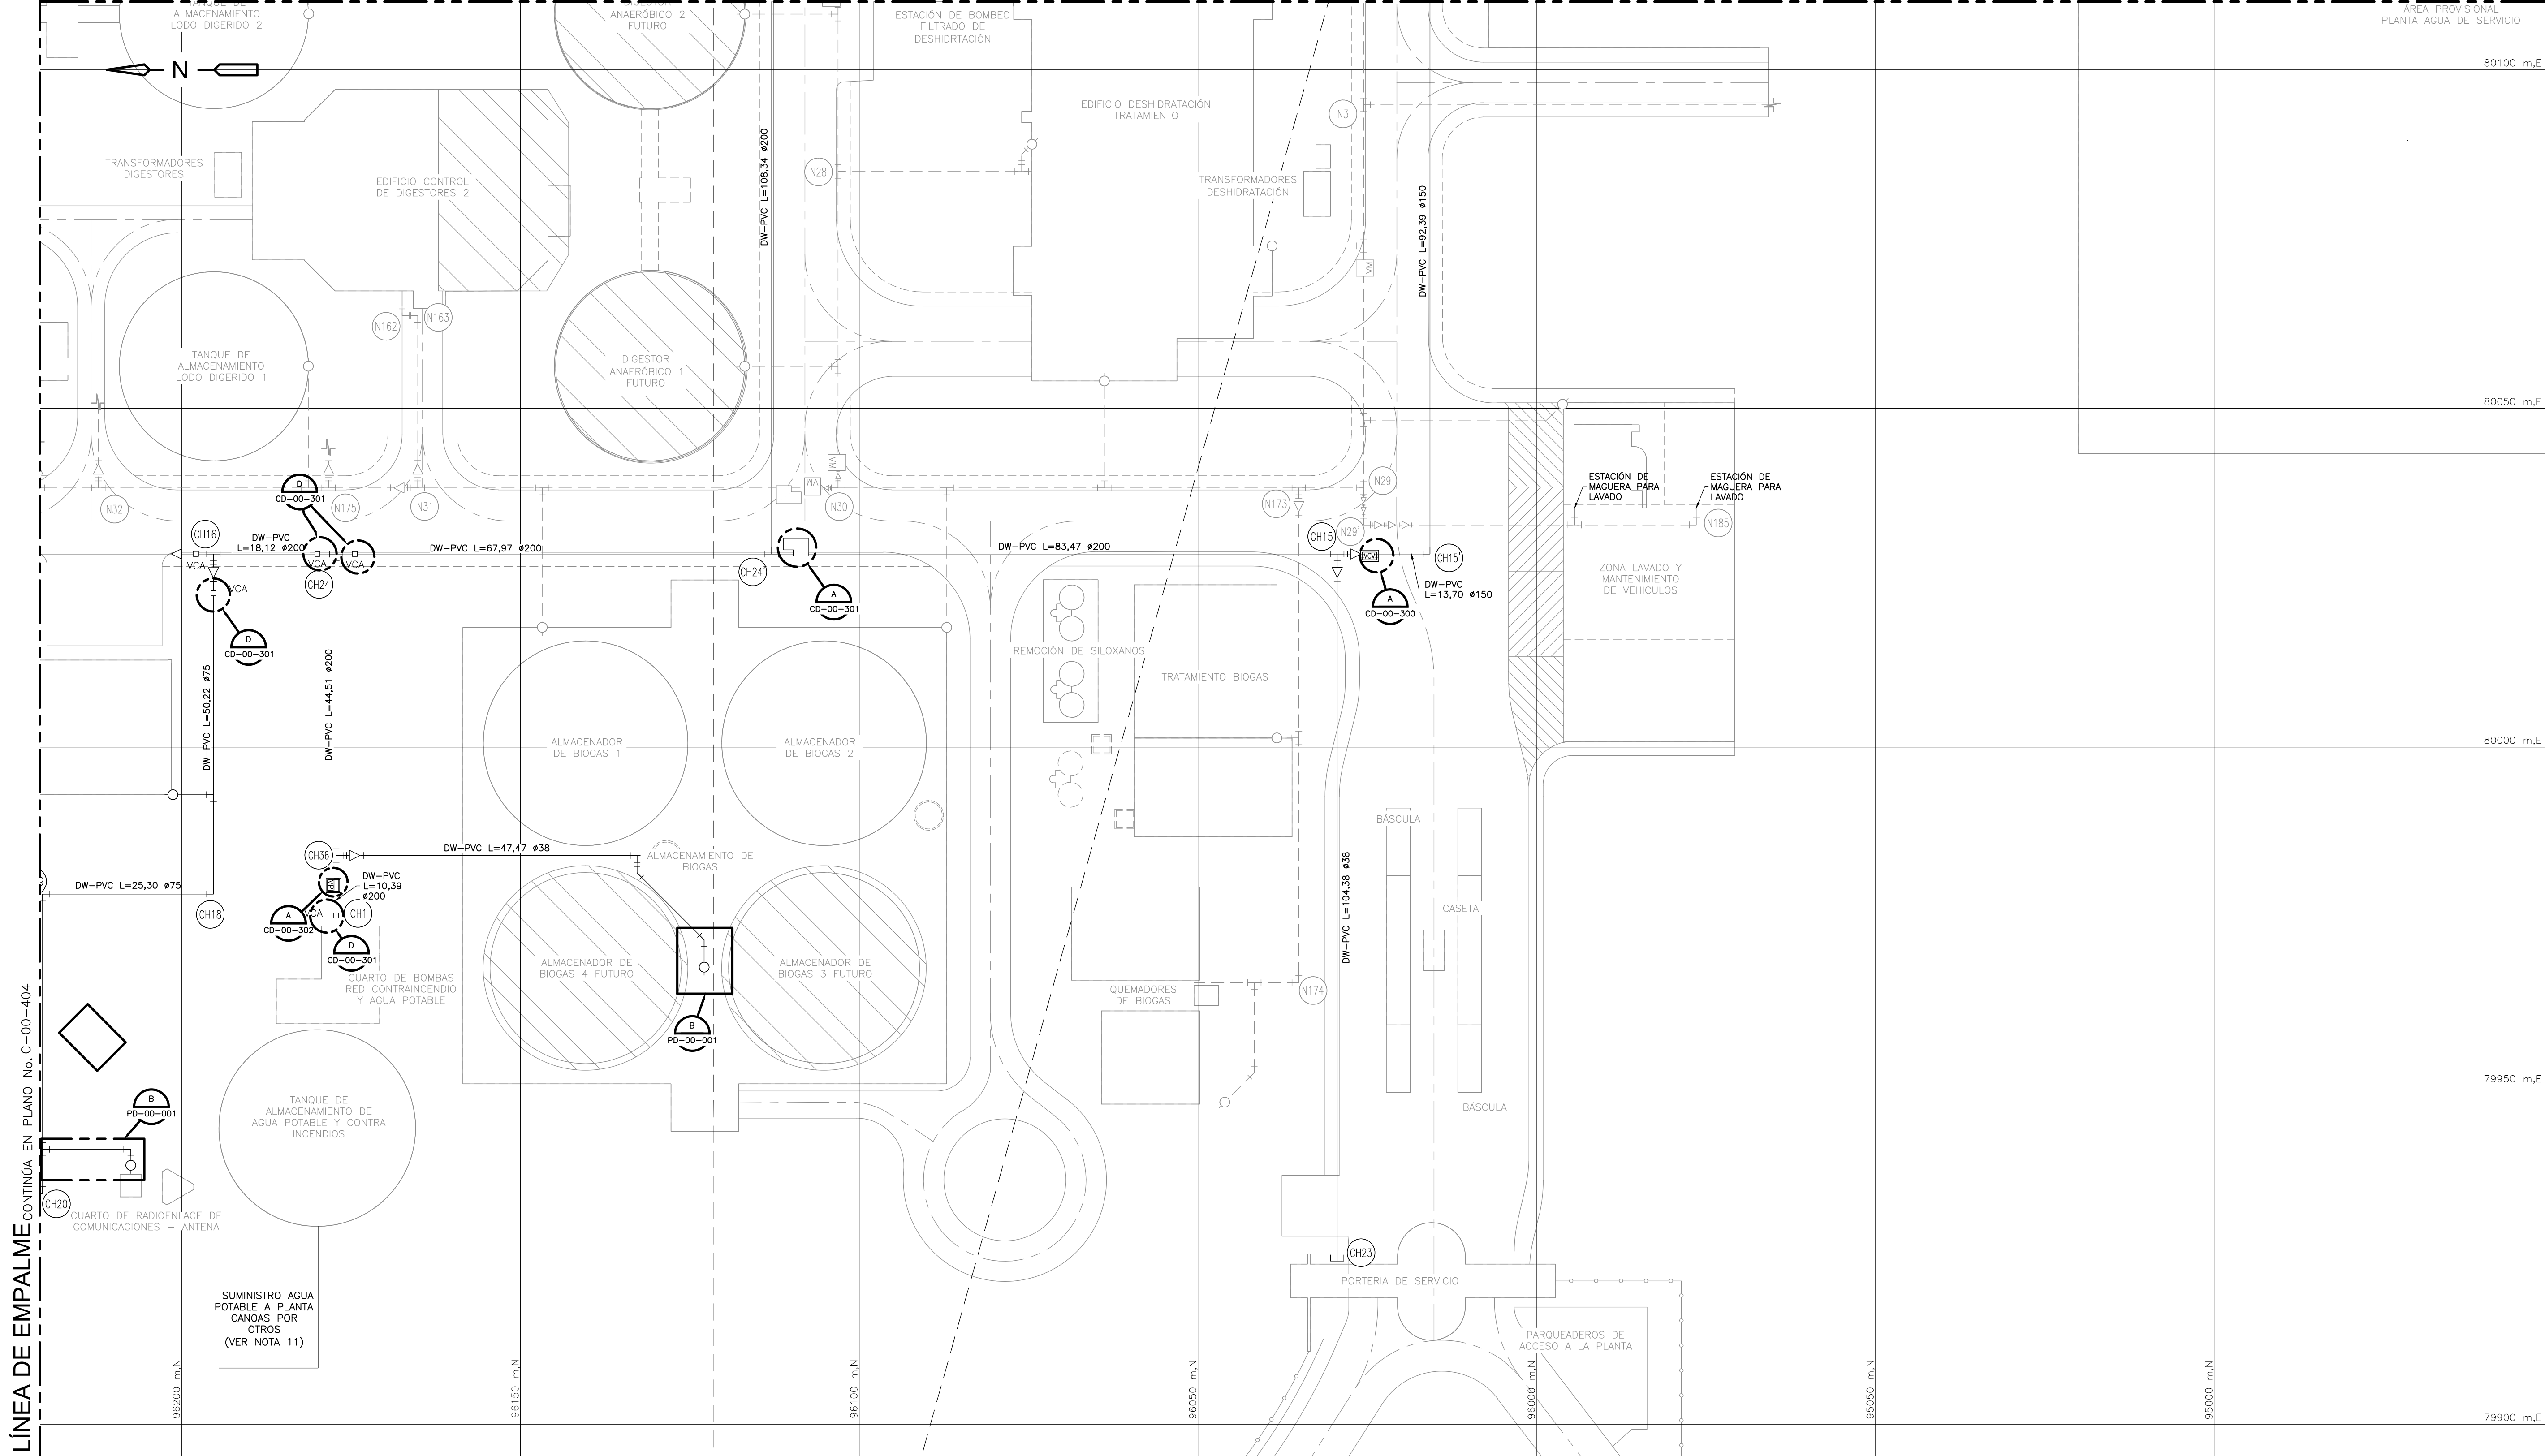 TANQUE DE
ALMACENAMIENTO
LODO DIGERIDO 2
DIGESTOR
ANAERÓBICO 2
FUTURO
ESTACIÓN DE BOMBEO
FILTRADO DE
DESHIDRTACIÓN
ÁREA PROVISIONAL
PLANTA AGUA DE SERVICIO
N
80100 m,E
EDIFICIO DESHIDRATACIÓN
TRATAMIENTO
N3
TRANSFORMADORES
DIGESTORES
EDIFICIO CONTROL
DE DIGESTORES 2
DW-PVC L=108,34 ø200
N28
TRANSFORMADORES
DESHIDRATACIÓN
DW-PVC L=92,39 ø150
VM
N162
N163
TANQUE DE
ALMACENAMIENTO
LODO DIGERIDO 1
DIGESTOR
ANAERÓBICO 1
FUTURO
80050 m,E
VM
VM
D
CD-00-301
N32
N175
N31
N30
N173
N29
N29'
ESTACIÓN DE
MAGUERA PARA
LAVADO
ESTACIÓN DE
MAGUERA PARA
LAVADO
N185
CH16
DW-PVC
L=18,12 ø200
DW-PVC L=67,97 ø200
DW-PVC L=83,47 ø200
CH15
CH15'
VCV
VCA
VCA
VCA
CH24
CH24'
VCA
A
CD-00-301
A
CD-00-300
DW-PVC
L=13,70 ø150
ZONA LAVADO Y
MANTENIMIENTO
DE VEHICULOS
D
CD-00-301
REMOCIÓN DE SILOXANOS
TRATAMIENTO BIOGAS
DW-PVC L=50,22 ø75
DW-PVC L=44,51 ø200
ALMACENADOR
DE BIOGAS 1
ALMACENADOR
DE BIOGAS 2
80000 m,E
BÁSCULA
CH36
DW-PVC L=47,47 ø38
ALMACENAMIENTO DE
BIOGAS
DW-PVC L=25,30 ø75
DW-PVC
L=10,39
ø200
DW-PVC L=104,38 ø38
CASETA
CH18
A
CD-00-302
VCA
CH1
D
CD-00-301
CUARTO DE BOMBAS
RED CONTRAINCENDIO
Y AGUA POTABLE
ALMACENADOR DE
BIOGAS 4 FUTURO
ALMACENADOR DE
BIOGAS 3 FUTURO
QUEMADORES
DE BIOGAS
N174
B
PD-00-001
79950 m,E
B
PD-00-001
TANQUE DE
ALMACENAMIENTO DE
AGUA POTABLE Y CONTRA
INCENDIOS
BÁSCULA
CH20
CUARTO DE RADIOENLACE DE
COMUNICACIONES - ANTENA
CH23
PORTERIA DE SERVICIO
SUMINISTRO AGUA
POTABLE A PLANTA
CANOAS POR
OTROS
(VER NOTA 11)
PARQUEADEROS DE
ACCESO A LA PLANTA
LÍNEA DE EMPALME
CONTINÚA EN PLANO No. C-00-404
96200 m,N
96150 m,N
96100 m,N
96050 m,N
96000 m,N
95050 m,N
95000 m,N
79900 m,E